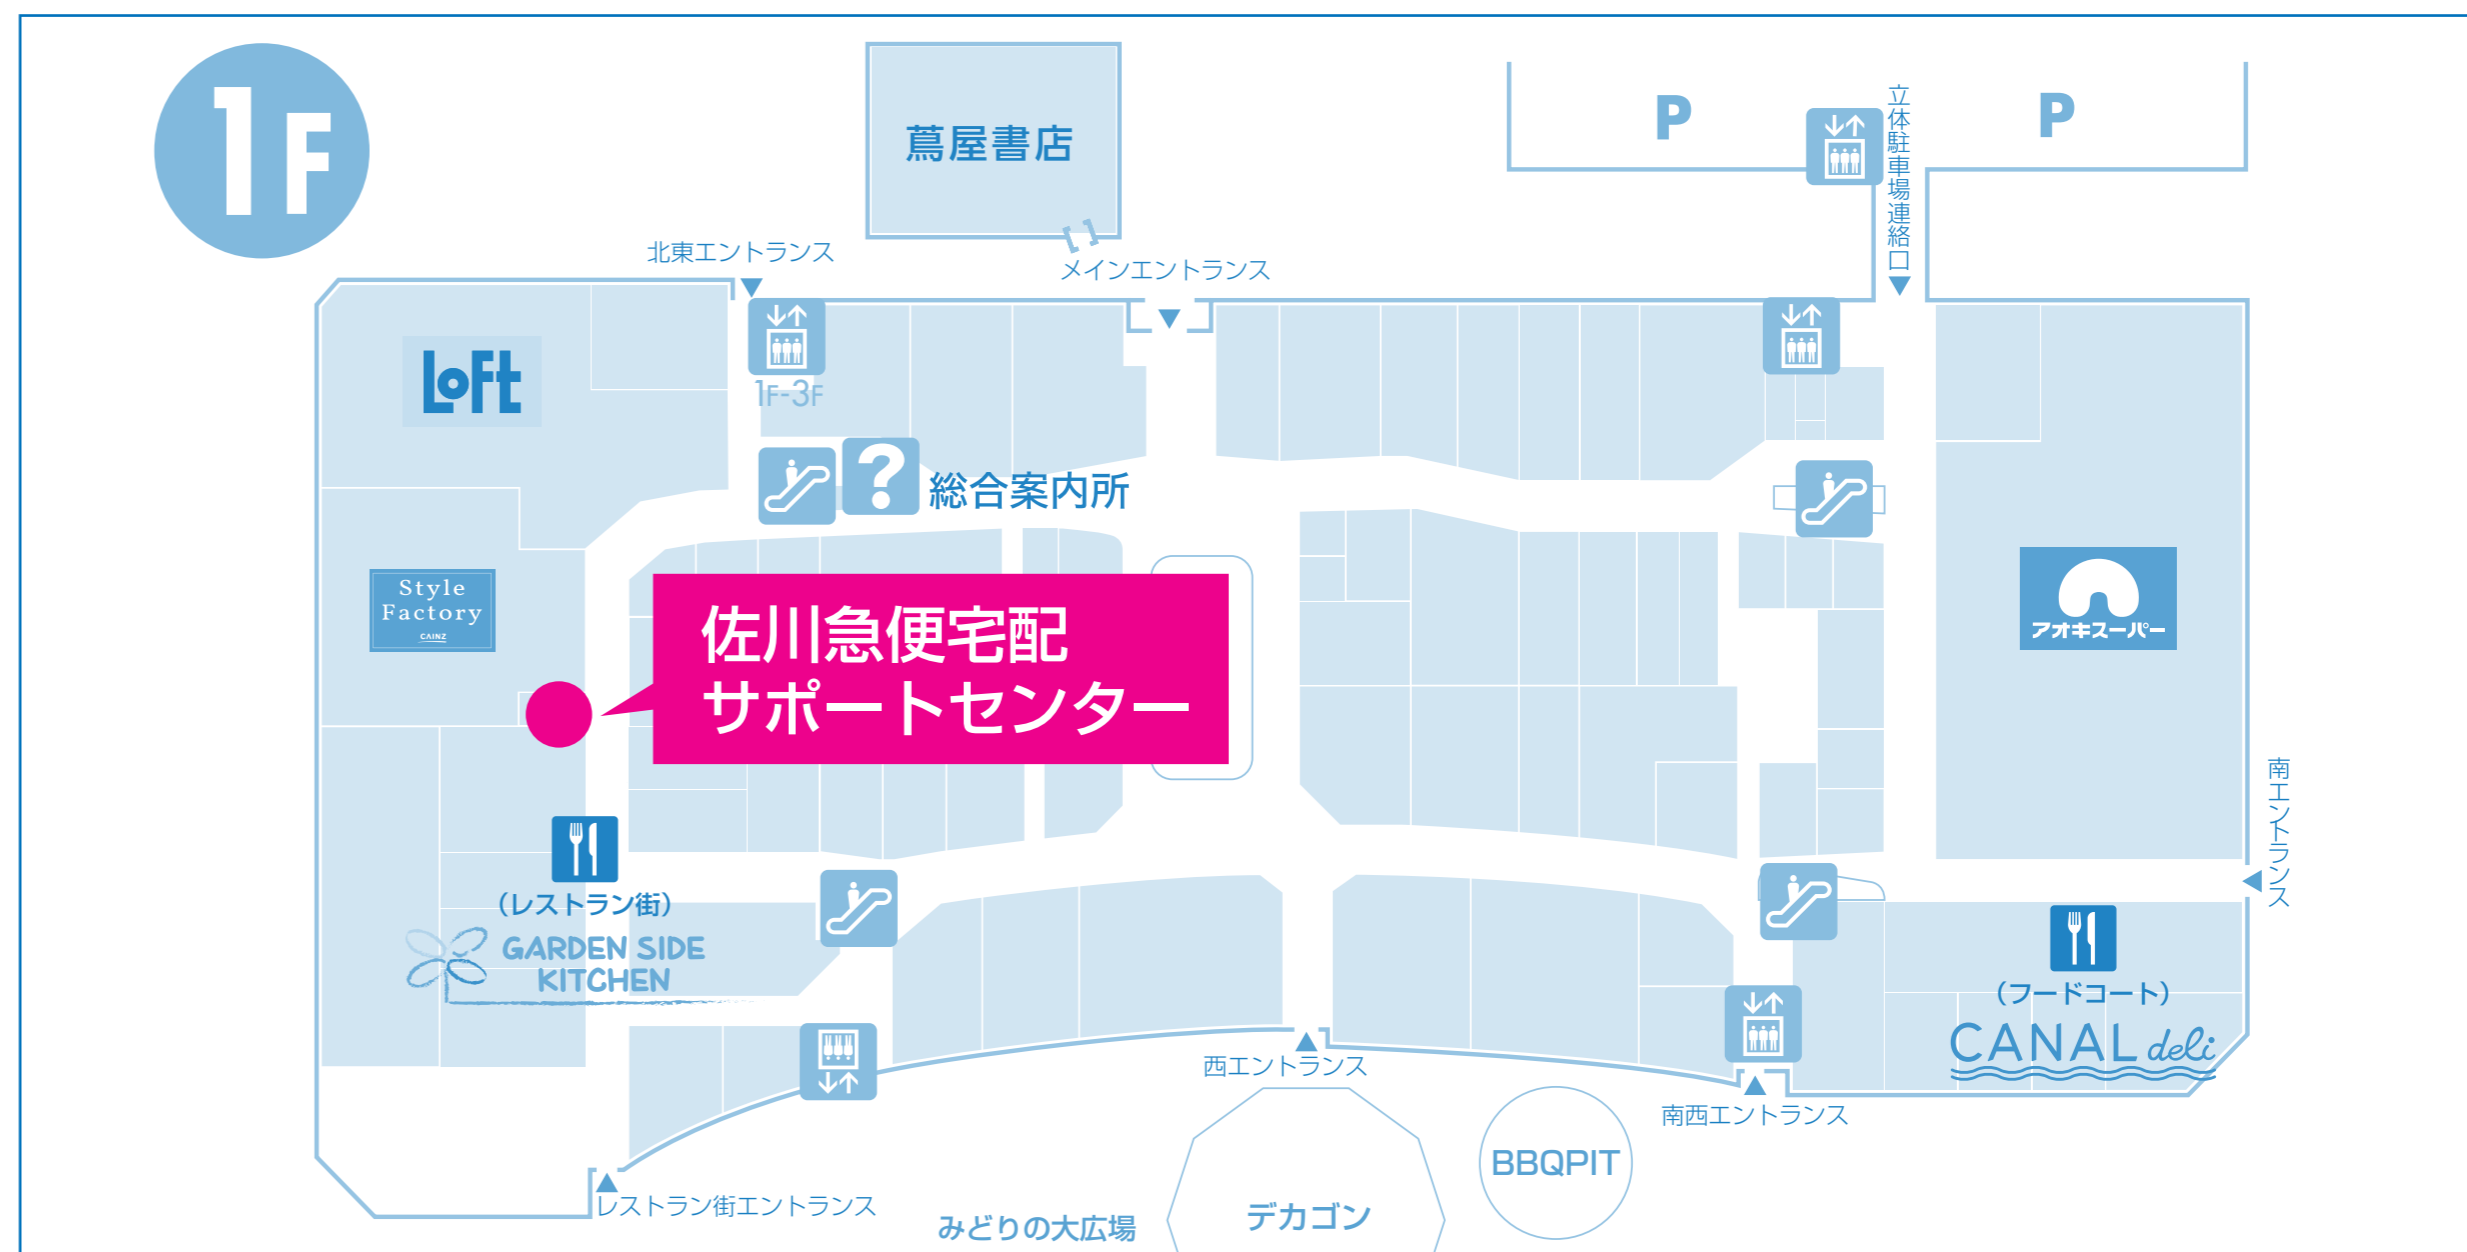 1F
蔦屋書店
P
P
立体駐車場連絡口
北東エントランス
メインエントランス
LOFT
1F-3F
?
総合案内所
Style
Factory
CAINZ
佐川急便宅配
サポートセンター
アオキスーパー
南エントランス
(レストラン街)
GARDEN SIDE
KITCHEN
(フードコート)
CANAL deli
西エントランス
南西エントランス
BBQPIT
レストラン街エントランス
みどりの大広場
デカゴン